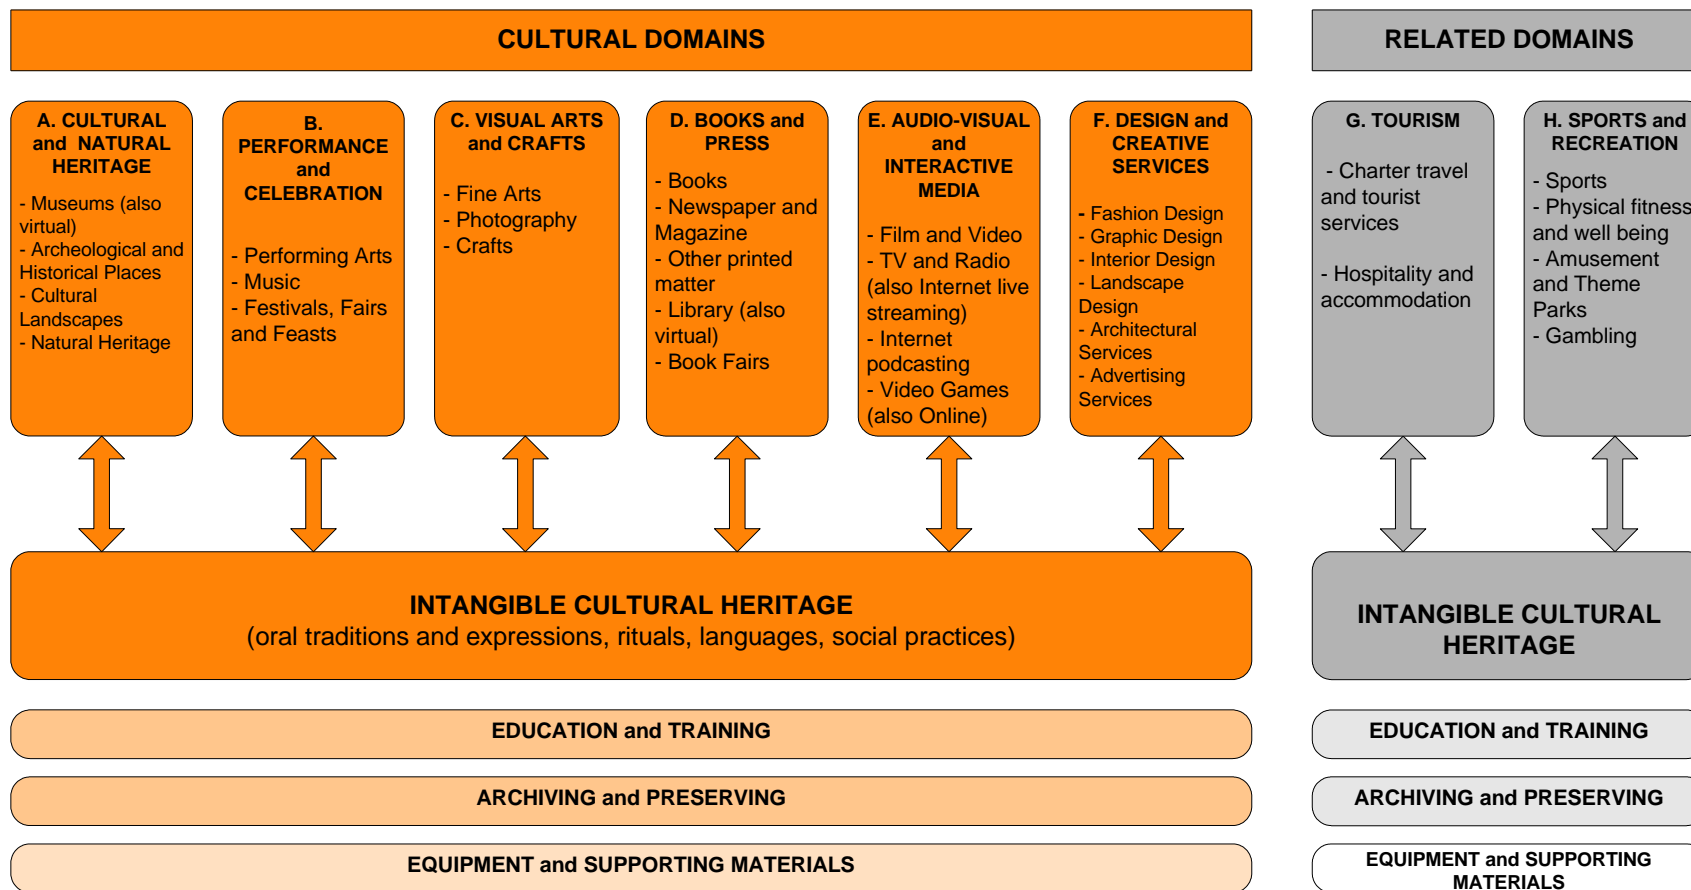 CULTURAL DOMAINS
RELATED DOMAINS
A. CULTURAL
and NATURAL
HERITAGE
- Museums (also
virtual)
- Archeological and
Historical Places
- Cultural
Landscapes
- Natural Heritage
B.
PERFORMANCE
and
CELEBRATION
- Performing Arts
- Music
- Festivals, Fairs
and Feasts
C. VISUAL ARTS
and CRAFTS
- Fine Arts
- Photography
- Crafts
D. BOOKS and
PRESS
- Books
- Newspaper and
Magazine
- Other printed
matter
- Library (also
virtual)
- Book Fairs
E. AUDIO-VISUAL
and
INTERACTIVE
MEDIA
- Film and Video
- TV and Radio
(also Internet live
streaming)
- Internet
podcasting
- Video Games
(also Online)
F. DESIGN and
CREATIVE
SERVICES
- Fashion Design
- Graphic Design
- Interior Design
- Landscape
Design
- Architectural
Services
- Advertising
Services
G. TOURISM
- Charter travel
and tourist
services
- Hospitality and
accommodation
H. SPORTS and
RECREATION
- Sports
- Physical fitness
and well being
- Amusement
and Theme
Parks
- Gambling
INTANGIBLE CULTURAL HERITAGE
(oral traditions and expressions, rituals, languages, social practices)
INTANGIBLE CULTURAL
HERITAGE
EDUCATION and TRAINING
EDUCATION and TRAINING
ARCHIVING and PRESERVING
ARCHIVING and PRESERVING
EQUIPMENT and SUPPORTING MATERIALS
EQUIPMENT and SUPPORTING
MATERIALS